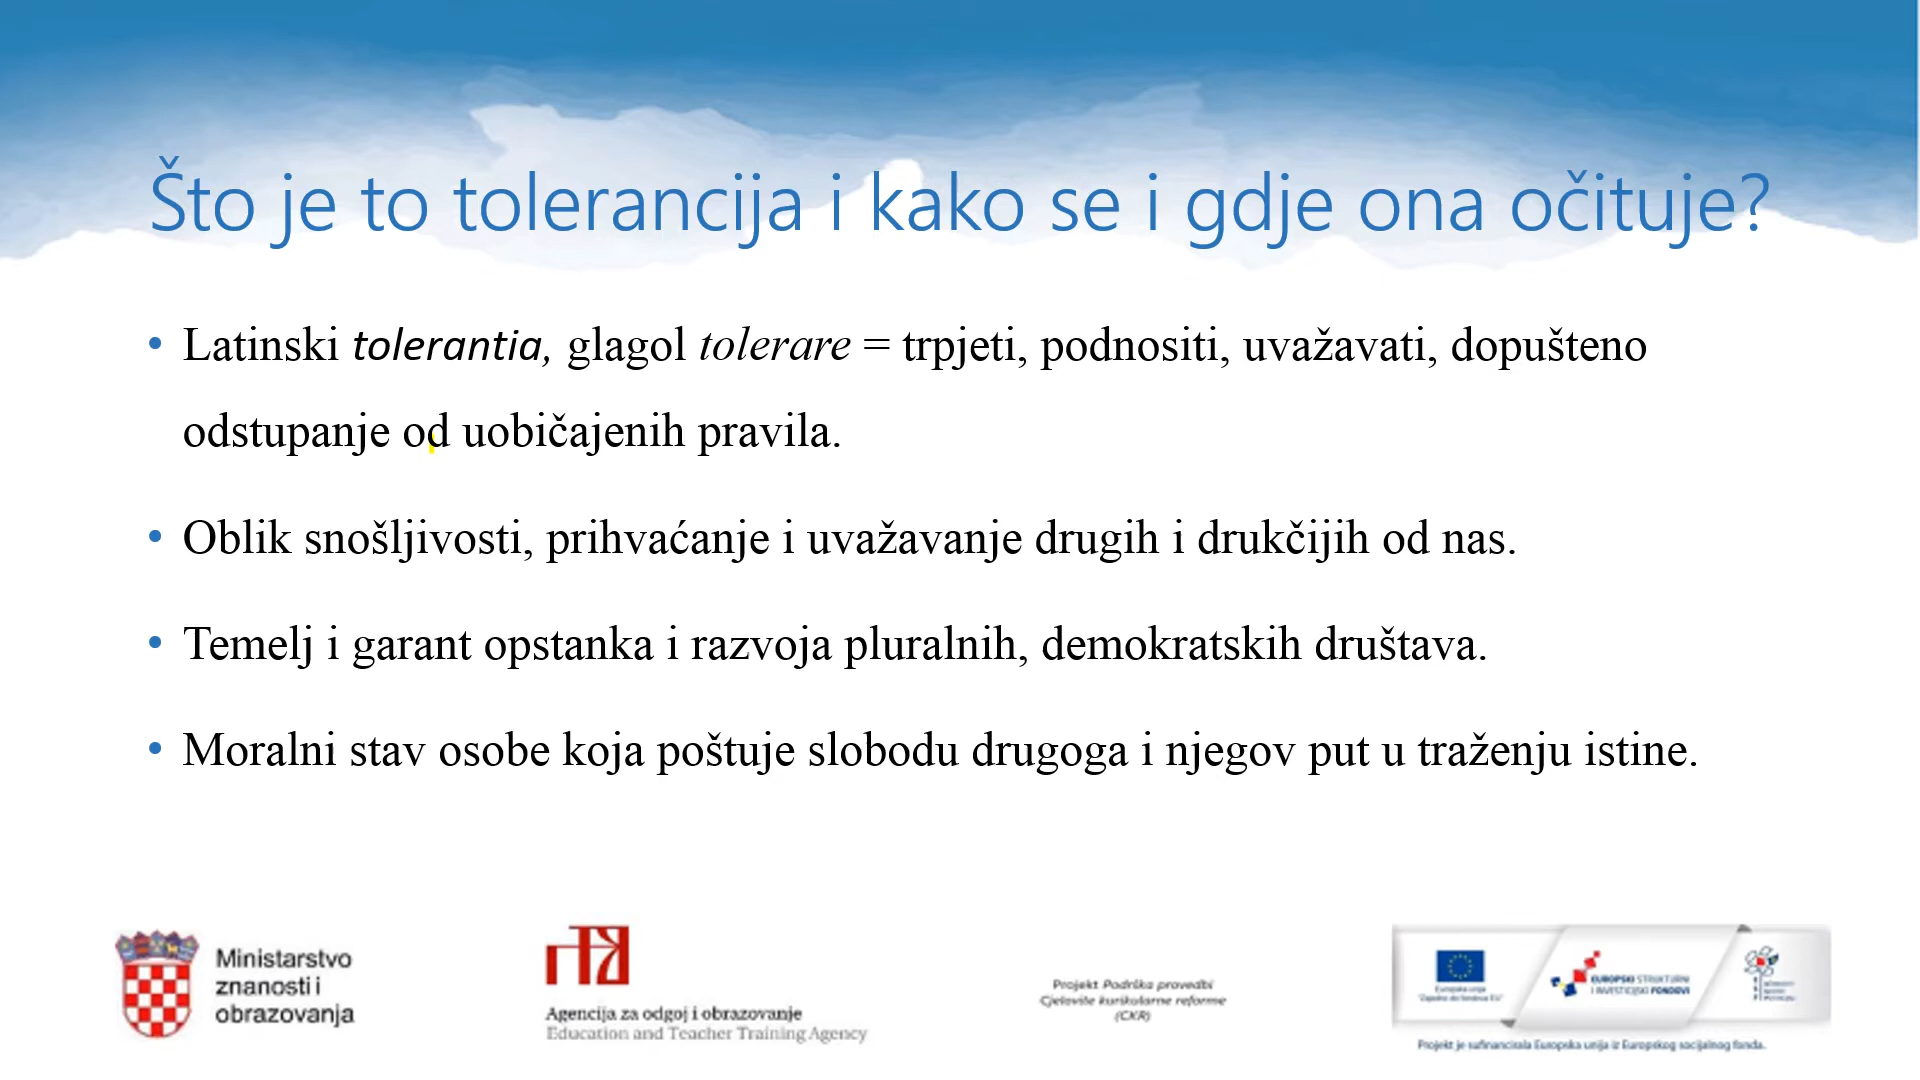 Što je to tolerancija i kako se i gdje ona očituje?
• Latinski tolerantia, glagol tolerare = trpjeti, podnositi, uvažavati, dopušteno
odstupanje od uobičajenih pravila.
• Oblik snošljivosti, prihvaćanje i uvažavanje drugih i drukčijih od nas.
• Temelj i garant opstanka i razvoja pluralnih, demokratskih društava.
• Moralni stav osobe koja poštuje slobodu drugoga i njegov put u traženju istine.
Ministarstvo
znanosti i
obrazovanja
Agencija za odgoj i obrazovanje
Education and Teacher Training Agency
Projekt Podrška provedbi
Cjelovite kurikularne reforme
(CKR)
Europska unija
EUROPSKI STRUKTURNI
I INVESTICIJSKI FONDOVI
Projekt je sufinancirala Europska unija iz Europskog socijalnog fonda.